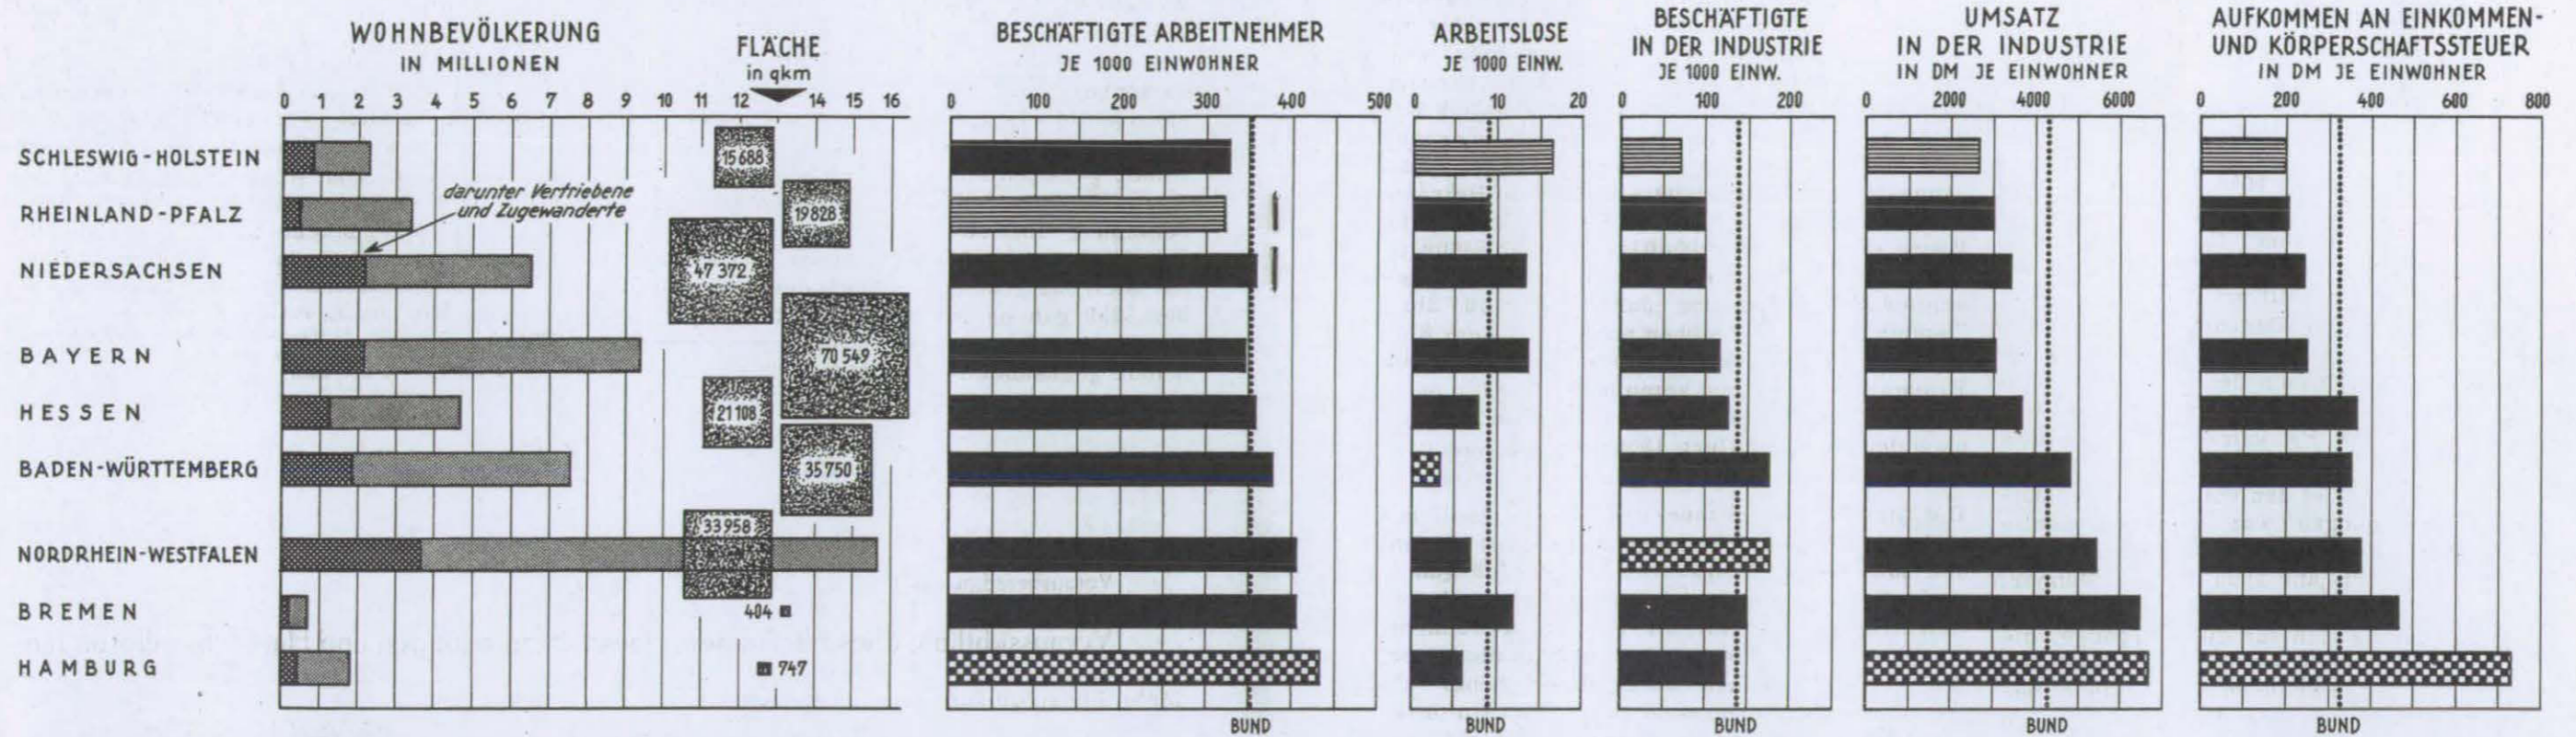 WOHNBEVÖLKERUNG
IN MILLIONEN
0 1 2 3 4 5 6 7 8 9 10 11 12 14 15 16
FLÄCHE
in qkm
BESCHÄFTIGTE ARBEITNEHMER
JE 1000 EINWOHNER
0 100 200 300 400 500
ARBEITSLOSE
JE 1000 EINW.
0 10 20
BESCHÄFTIGTE
IN DER INDUSTRIE
JE 1000 EINW.
0 100 200
UMSATZ
IN DER INDUSTRIE
IN DM JE EINWOHNER
0 2000 4000 6000
AUFKOMMEN AN EINKOMMEN-
UND KÖRPERSCHAFTSSTEUER
IN DM JE EINWOHNER
0 200 400 600 800
SCHLESWIG-HOLSTEIN
15 688
darunter Vertriebene
und Zugewanderte
RHEINLAND-PFALZ
19 828
NIEDERSACHSEN
47 372
BAYERN
70 549
HESSEN
21 108
BADEN-WÜRTTEMBERG
35 750
NORDRHEIN-WESTFALEN
33 958
BREMEN
404
HAMBURG
747
BUND
BUND
BUND
BUND
BUND